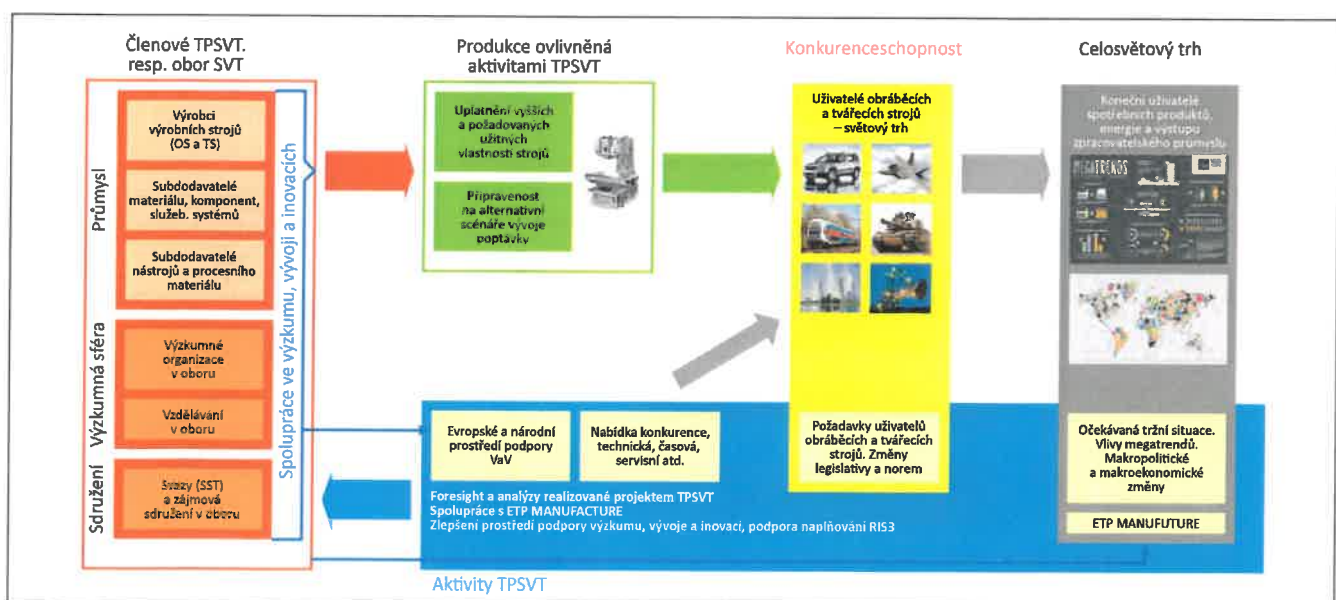 Členové TPSVT.
resp. obor SVT
Průmysl
Výrobci
výrobních strojů
(OS a TS)
Subdodavatelé
materiálu, komponent,
služeb. systémů
Subdodavatelé
nástrojů a procesního
materiálu
Výzkumná sféra
Výzkumné
organizace
v oboru
Vzdělávání
v oboru
Sdružení
Svazy (SST)
a zájmová
sdružení v oboru
Spolupráce ve výzkumu, vývoji a inovacích
Produkce ovlivněná
aktivitami TPSVT
Uplatnění vyšších
a požadovaných
užitných
vlastností strojů
Připravenost
na alternativní
scénáře vývoje
poptávky
Konkurenceschopnost
Uživatelé obráběcích
a tvářecích strojů
– světový trh
Požadavky uživatelů
obráběcích a tvářecích
strojů. Změny
legislativy a norem
Celosvětový trh
Koneční uživatelé
spotřebních produktů,
energie a výstupu
zpracovatelského průmyslu
MEGATRENDS
Očekávaná tržní situace.
Vlivy megatrendů.
Makropolitické
a makroekonomické
změny
ETP MANUFUTURE
Evropské a národní
prostředí podpory
VaV
Nabídka konkurence,
technická, časová,
servisní atd.
Foresight a analýzy realizované projektem TPSVT
Spolupráce s ETP MANUFACTURE
Zlepšení prostředí podpory výzkumu, vývoje a inovací, podpora naplňování RIS3
Aktivity TPSVT